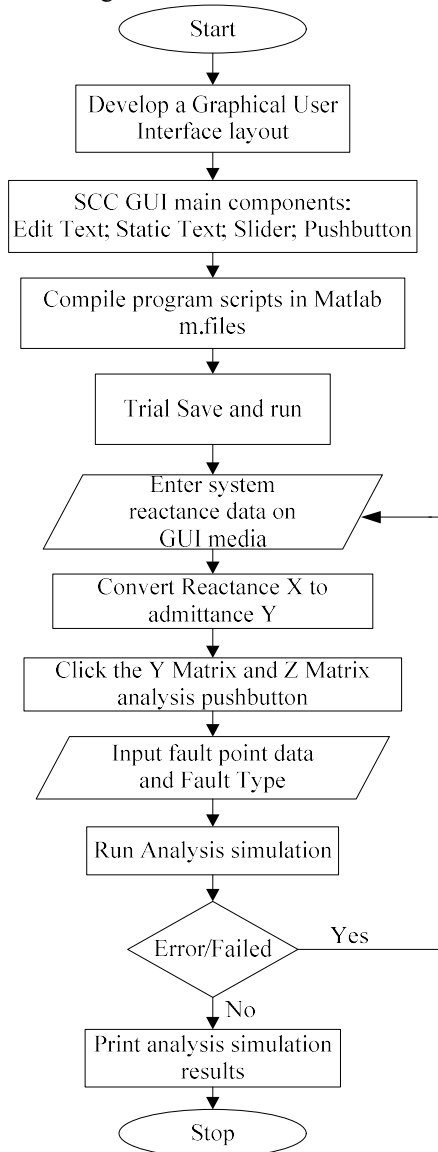 Start
Develop a Graphical User
Interface layout
SCC GUI main components:
Edit Text; Static Text; Slider; Pushbutton
Compile program scripts in Matlab
m.files
Trial Save and run
Enter system
reactance data on
GUI media
Convert Reactance X to
admittance Y
Click the Y Matrix and Z Matrix
analysis pushbutton
Input fault point data
and Fault Type
Run Analysis simulation
Error/Failed
Yes
No
Print analysis simulation
results
Stop